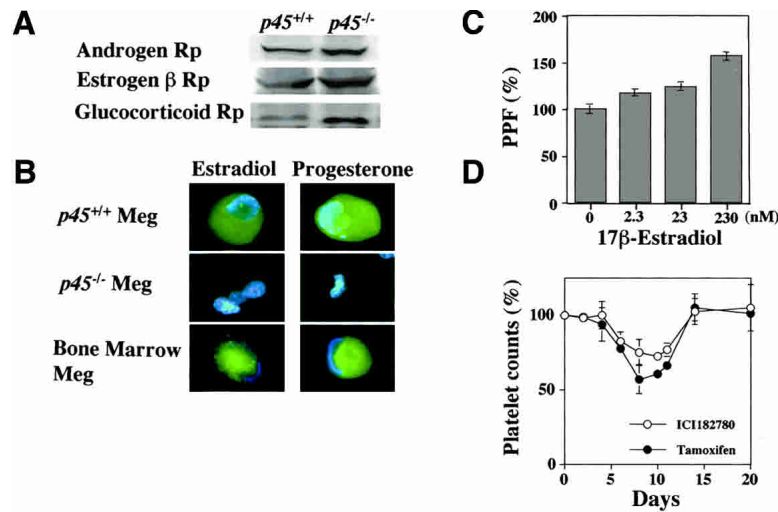 A
p45+/+ p45-/-
Androgen Rp
Estrogen β Rp
Glucocorticoid Rp
B
Estradiol Progesterone
p45+/+ Meg
p45-/- Meg
Bone Marrow
Meg
C
PPF (%)
200
150
100
50
0
0 2.3 23 230 (nM)
17β-Estradiol
D
Platelet counts (%)
100
50
0
ICI182780
Tamoxifen
0 5 10 15 20
Days